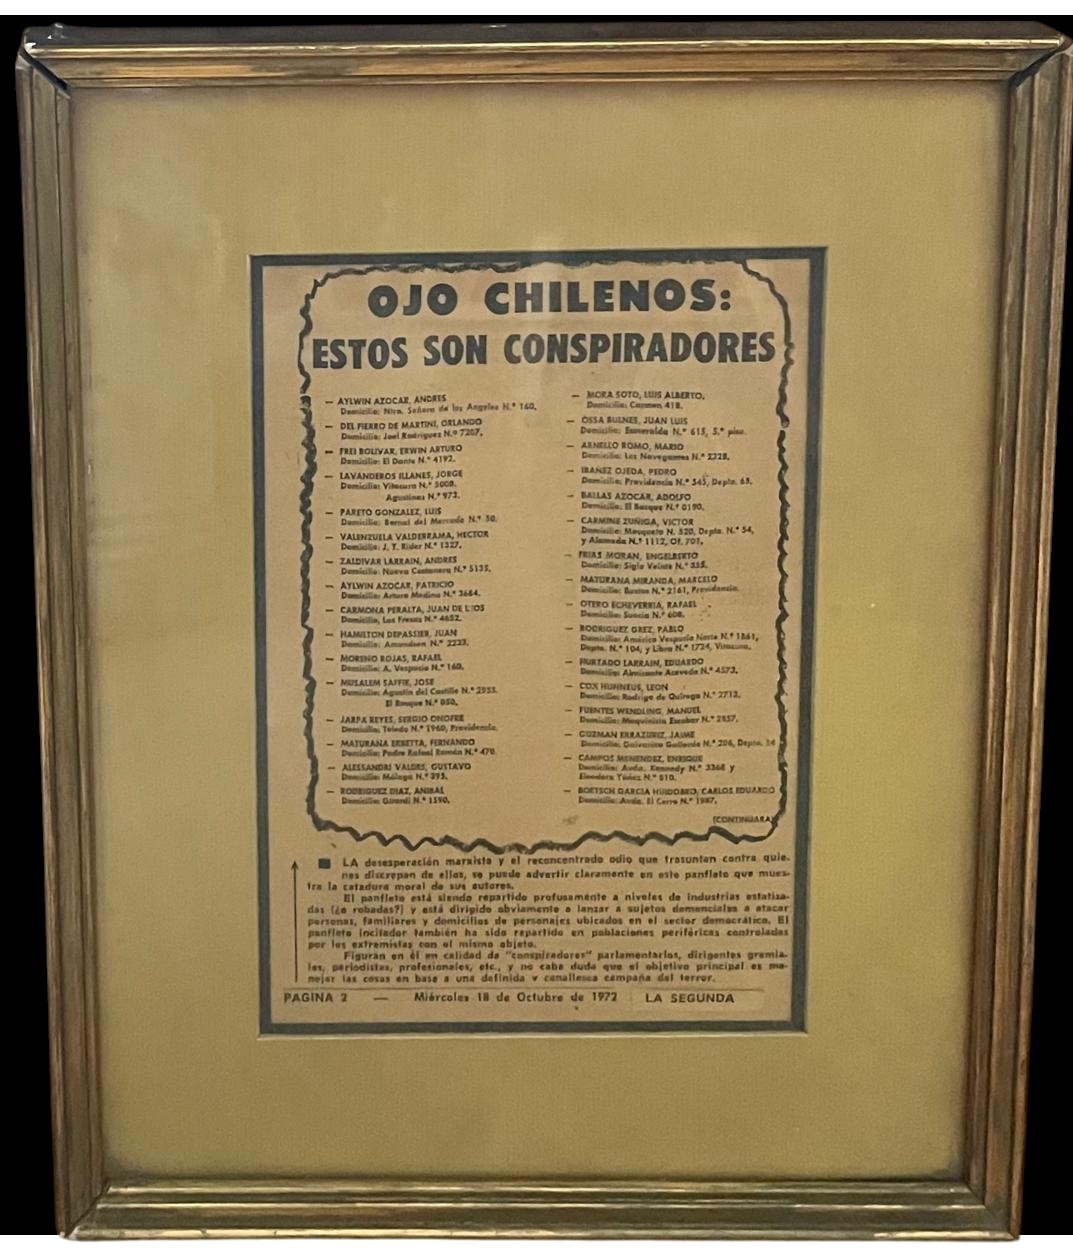 OJO CHILENOS:
ESTOS SON CONSPIRADORES
— AYLWIN AZOCAR, ANDRES
Domicilio: Ntra. Señora de los Angeles N.º 160,
— DEL FIERRO DE MARTINI, ORLANDO
Domicilio: Joel Rodríguez N.º 7207,
— FREI BOLIVAR, ERWIN ARTURO
Domicilio: El Dante N.º 4192.
— LAVANDEROS ILLANES, JORGE
Domicilio: Vitacura N.º 5008.
Agustinas N.º 972.
— PARETO GONZALEZ, LUIS
Domicilio: Bernal del Mercado N.º 50.
— VALENZUELA VALDERRAMA, HECTOR
Domicilio: J. T. Rider N.º 1327.
— ZALDIVAR LARRAIN, ANDRES
Domicilio: Nueva Costanera N.º 5135,
— AYLWIN AZOCAR, PATRICIO
Domicilio: Arturo Medina N.º 3684.
— CARMONA PERALTA, JUAN DE DIOS
Domicilio, Las Fresas N.º 4652.
— HAMILTON DEPASSIER, JUAN
Domicilio: Amundsen N.º 2233.
— MORENO ROJAS, RAFAEL
Domicilio: A. Vespucio N.º 160.
— MUSALEM SAFFIE, JOSE
Domicilio: Agustín del Castillo N.º 2955.
El Bosque N.º 050.
— JARPA REYES, SERGIO ONOFRE
Domicilio: Toledo N.º 1960, Providencia.
— MATURANA ERBETTA, FERNANDO
Domicilio: Padre Rafael Román N.º 470.
— ALESSANDRI VALDES, GUSTAVO
Domicilio: Málaga N.º 395.
— RODRIGUEZ DIAZ, ANIBAL
Domicilio: Girardi N.º 1590.
— MORA SOTO, LUIS ALBERTO,
Domicilio: Carmen 418.
— OSSA BULNES, JUAN LUIS
Domicilio: Esmeralda N.º 615, 5.º piso.
— ARNELLO ROMO, MARIO
Domicilio: Los Navegantes N.º 2328.
— IBAÑEZ OJEDA, PEDRO
Domicilio: Providencia N.º 545, Depto. 65.
— BALLAS AZOCAR, ADOLFO
Domicilio: El Bosque N.º 0190.
— CARMINE ZUÑIGA, VICTOR
Domicilio: Mosqueto N. 520, Depto. N.º 54,
y Alameda N.º 1112, Of. 701.
— FRIAS MORAN, ENGELBERTO
Domicilio: Siglo Veinte N.º 335.
— MATURANA MIRANDA, MARCELO
Domicilio: Bustos N.º 2161, Providencia.
— OTERO ECHEVERRIA, RAFAEL
Domicilio: Suecia N.º 608.
— RODRIGUEZ GREZ, PABLO
Domicilio: Américo Vespucio Norte N.º 1861,
Depto. N.º 104, y Libra N.º 1724, Vitacura.
— HURTADO LARRAIN, EDUARDO
Domicilio: Almirante Acevedo N.º 4573.
— COX HUNNEUS, LEON
Domicilio: Rodrigo de Quiroga N.º 2712.
— FUENTES WENDLING, MANUEL
Domicilio: Maquinista Escobar N.º 2857.
— GUZMAN ERRAZURIZ, JAIME
Domicilio: Galvarino Gallardo N.º 206, Depto. 14
— CAMPOS MENENDEZ, ENRIQUE
Domicilio: Avda. Kennedy N.º 3368 y
Eleodoro Yáñez N.º 810.
— BOETSCH GARCIA HUIDOBRO, CARLOS EDUARDO
Domicilio: Avda. El Cerro N.º 1987.
(CONTINUARA)
LA desesperación marxista y el reconcentrado odio que trasuntan contra quie-
nes discrepan de ellos, se puede advertir claramente en este panfleto que mues-
tra la catadura moral de sus autores.
El panfleto está siendo repartido profusamente a niveles de industrias estatiza-
das (¿o robadas?) y está dirigido obviamente a lanzar a sujetos demenciales a atacar
personas, familiares y domicilios de personajes ubicados en el sector democrático. El
panfleto incitador también ha sido repartido en poblaciones periféricas controladas
por los extremistas con el mismo objeto.
Figuran en él en calidad de "conspiradores" parlamentarios, dirigentes gremia-
les, periodistas, profesionales, etc., y no cabe duda que el objetivo principal es ma-
nejar las cosas en base a una definida y canallesca campaña del terror.
PAGINA 2 — Miércoles 18 de Octubre de 1972 LA SEGUNDA